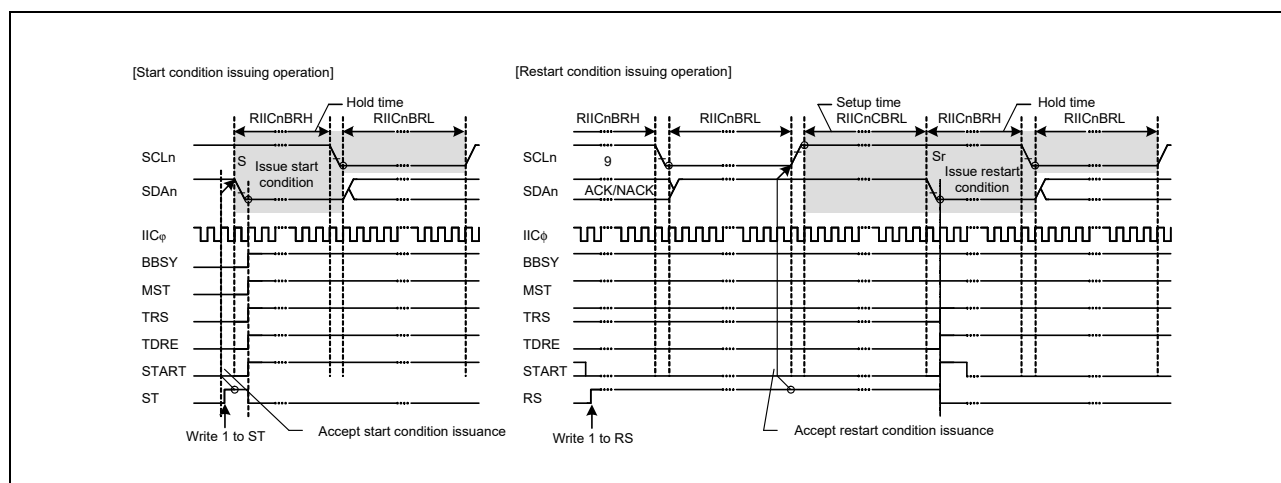 [Start condition issuing operation]
Hold time
RIICnBRH
RIICnBRL
SCLn
S
Issue start
condition
SDAn
IICφ
BBSY
MST
TRS
TDRE
START
ST
Write 1 to ST
Accept start condition issuance
[Restart condition issuing operation]
Setup time
Hold time
RIICnBRH
RIICnBRL
RIICnCBRL
RIICnBRH
RIICnBRL
SCLn
9
Sr
Issue restart
condition
SDAn
ACK/NACK
IICϕ
BBSY
MST
TRS
TDRE
START
RS
Write 1 to RS
Accept restart condition issuance